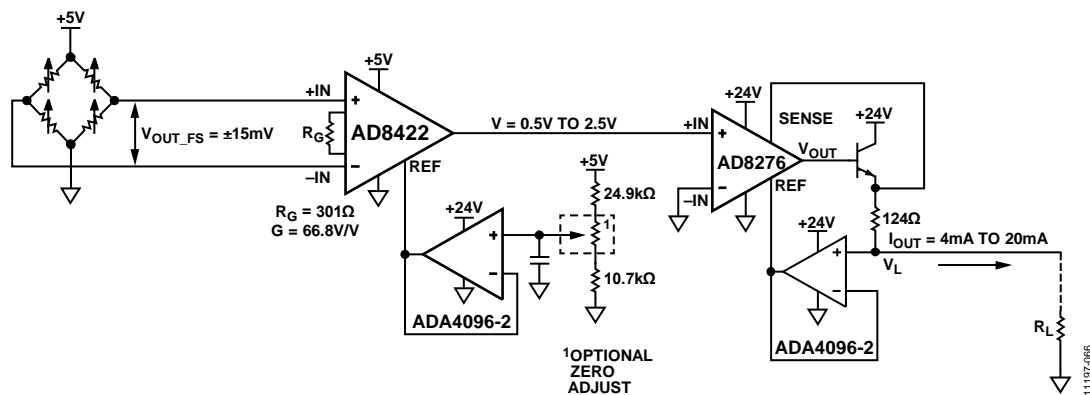 +5V
V_OUT_FS = ±15mV
+IN
+
R_G
–
–IN
+5V
AD8422
REF
R_G = 301Ω
G = 66.8V/V
V = 0.5V TO 2.5V
+24V
+
–
ADA4096-2
+5V
24.9kΩ
1
10.7kΩ
1OPTIONAL
ZERO
ADJUST
+IN
+
–
–IN
+24V
AD8276
SENSE
V_OUT
REF
+24V
124Ω
I_OUT = 4mA TO 20mA
V_L
+24V
+
–
ADA4096-2
R_L
11197-066